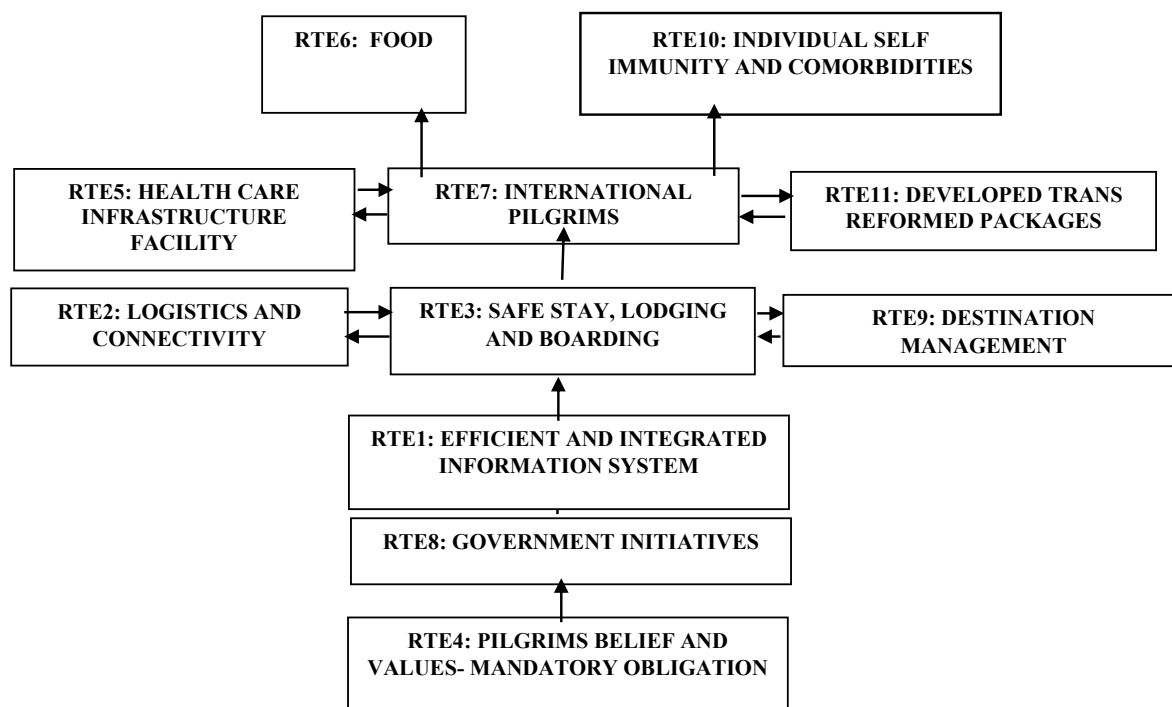 RTE6: FOOD
RTE10: INDIVIDUAL SELF
IMMUNITY AND COMORBIDITIES
RTE5: HEALTH CARE
INFRASTRUCTURE
FACILITY
RTE7: INTERNATIONAL
PILGRIMS
RTE11: DEVELOPED TRANS
REFORMED PACKAGES
RTE2: LOGISTICS AND
CONNECTIVITY
RTE3: SAFE STAY, LODGING
AND BOARDING
RTE9: DESTINATION
MANAGEMENT
RTE1: EFFICIENT AND INTEGRATED
INFORMATION SYSTEM
RTE8: GOVERNMENT INITIATIVES
RTE4: PILGRIMS BELIEF AND
VALUES- MANDATORY OBLIGATION